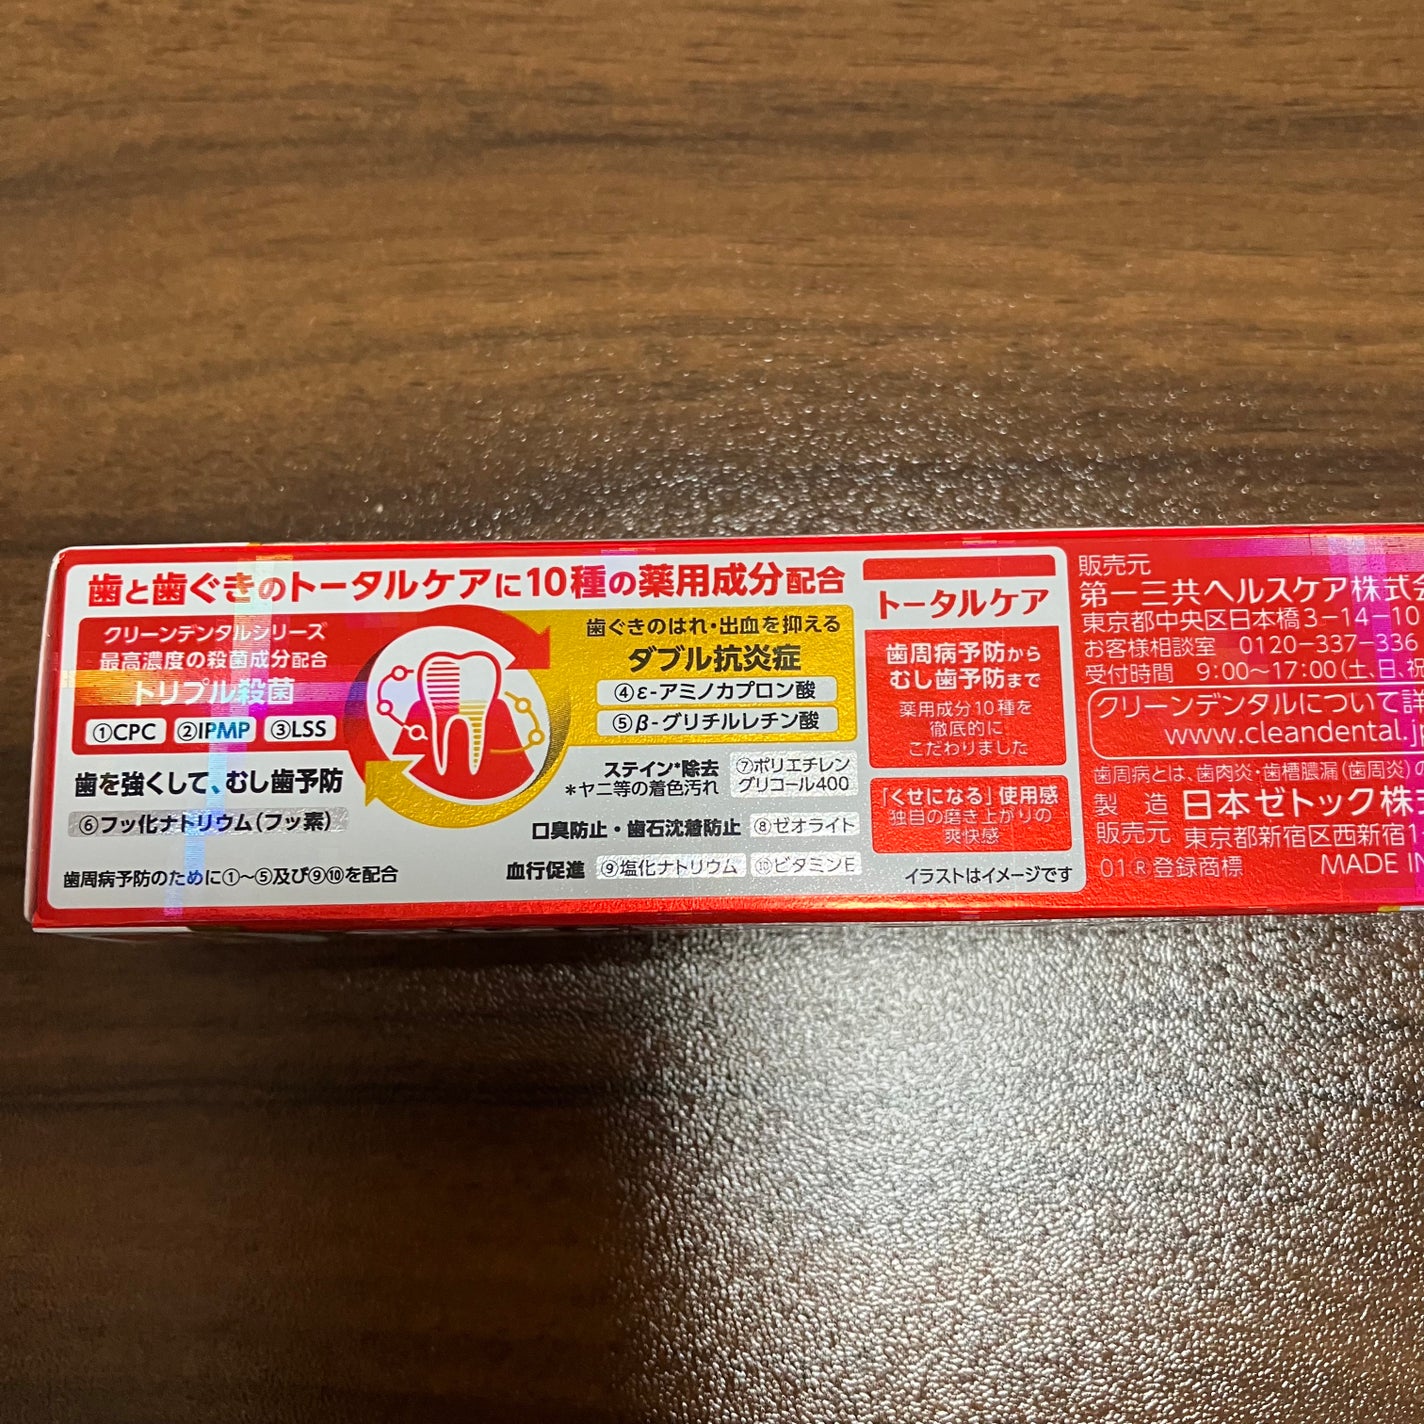 歯と歯ぐきのトータルケアに10種の薬用成分配合
クリーンデンタルシリーズ
最高濃度の殺菌成分配合
トリプル殺菌
①CPC ②IPMP ③LSS
歯を強くして、むし歯予防
⑥フッ化ナトリウム(フッ素)
歯周病予防のために①~⑤及び⑨⑩を配合
歯ぐきのはれ・出血を抑える
ダブル抗炎症
④ε-アミノカプロン酸
⑤β-グリチルレチン酸
ステイン*除去
*ヤニ等の着色汚れ
⑦ポリエチレン
グリコール400
口臭防止・歯石沈着防止 ⑧ゼオライト
血行促進 ⑨塩化ナトリウム ⑩ビタミンE
トータルケア
歯周病予防から
むし歯予防まで
薬用成分10種を
徹底的に
こだわりました
「くせになる」使用感
独自の磨き上がりの
爽快感
イラストはイメージです
販売元
第一三共ヘルスケア株式
東京都中央区日本橋3-14-10
お客様相談室 0120-337-336
受付時間 9:00~17:00(土、日、祝
クリーンデンタルについて詳
www.cleandental.jp
歯周病とは、歯肉炎・歯槽膿漏(歯周炎)の
製造
販売元
日本ゼトック株
東京都新宿区西新宿1
01 ®登録商標 MADE IN